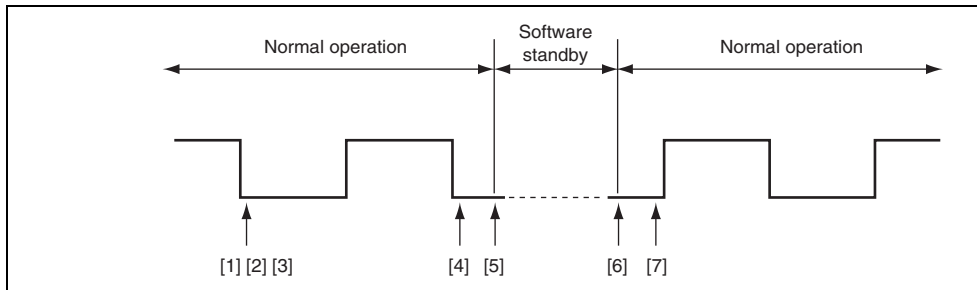 Normal operation
Software
standby
Normal operation
[1] [2] [3]
[4]
[5]
[6]
[7]